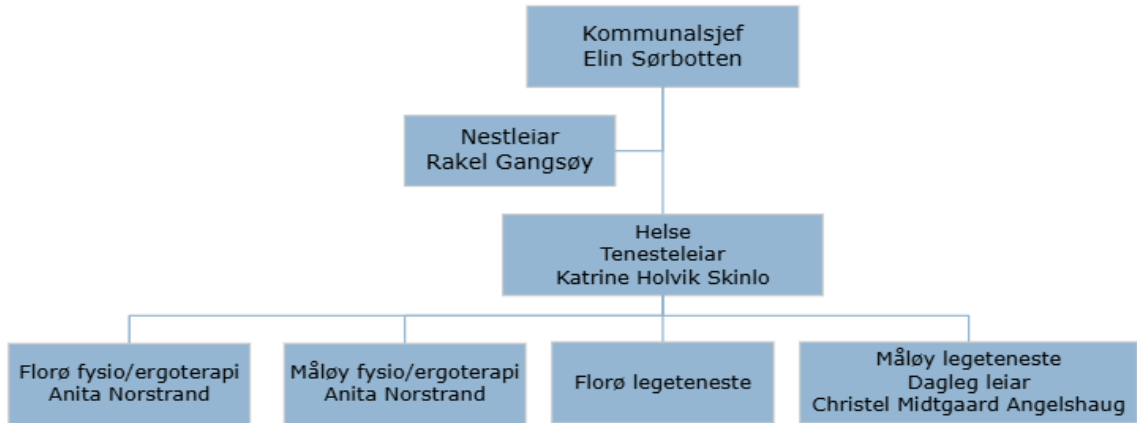 Kommunalsjef
Elin Sørbotten
Nestleiar
Rakel Gangsøy
Helse
Tenesteleiar
Katrine Holvik Skinlo
Florø fysio/ergoterapi
Anita Norstrand
Måløy fysio/ergoterapi
Anita Norstrand
Florø legeteneste
Måløy legeteneste
Dagleg leiar
Christel Midtgaard Angelshaug